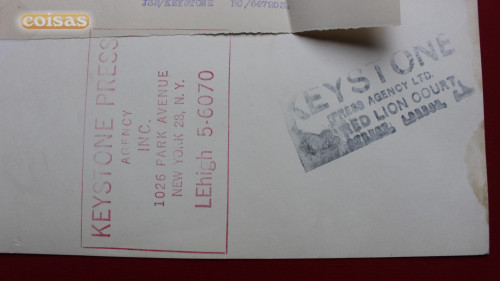 coisas
KEYSTONE PRESS
AGENCY
INC.
1026 PARK AVENUE
NEW YORK 28, N.Y.
LEhigh 5-6070
KEYSTONE
PRESS AGENCY LTD.
RED LION COURT,